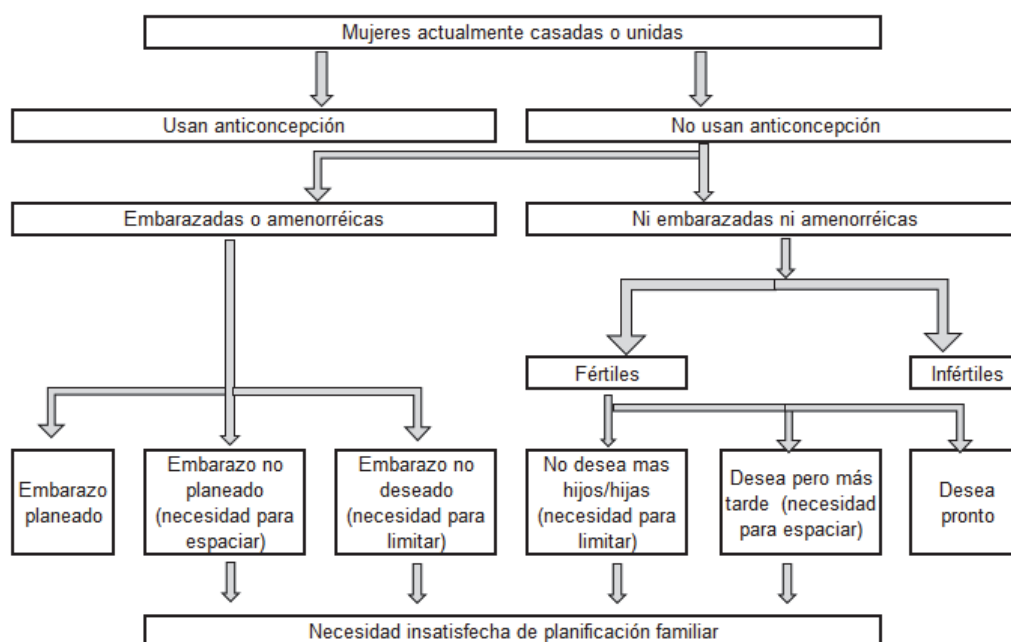 Mujeres actualmente casadas o unidas
Usan anticoncepción
No usan anticoncepción
Embarazadas o amenorréicas
Ni embarazadas ni amenorréicas
Fértiles
Infértiles
Embarazo
planeado
Embarazo no
planeado
(necesidad para
espaciar)
Embarazo no
deseado
(necesidad para
limitar)
No desea mas
hijos/hijas
(necesidad para
limitar)
Desea pero más
tarde (necesidad
para espaciar)
Desea
pronto
Necesidad insatisfecha de planificación familiar